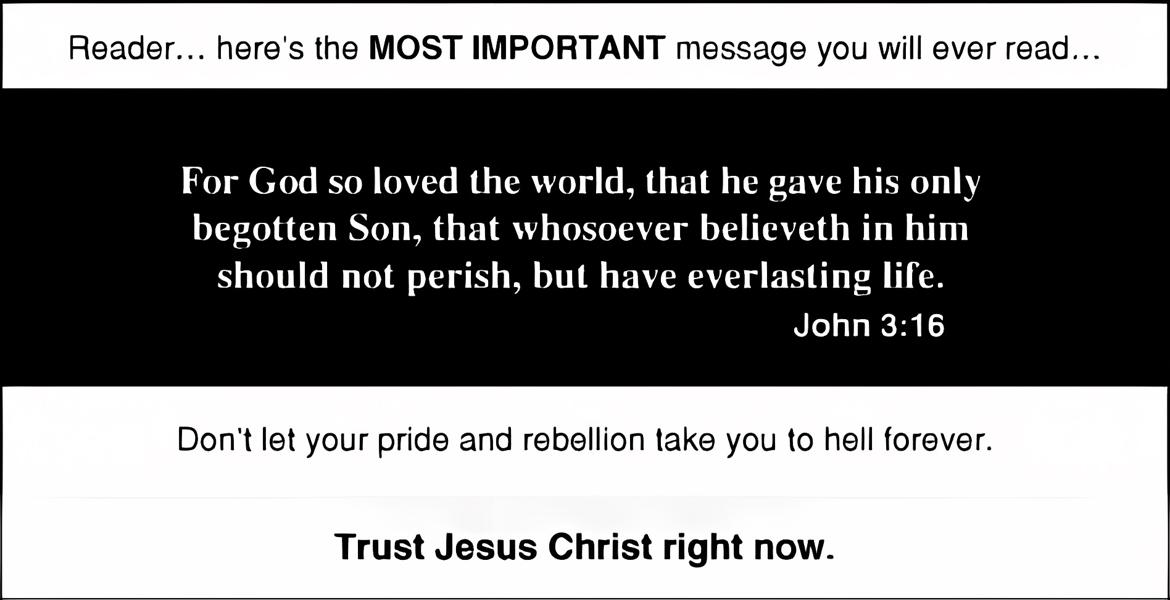 Reader... here's the MOST IMPORTANT message you will ever read...
For God so loved the world, that he gave his only
begotten Son, that whosoever believeth in him
should not perish, but have everlasting life.
John 3:16
Don't let your pride and rebellion take you to hell forever.
Trust Jesus Christ right now.